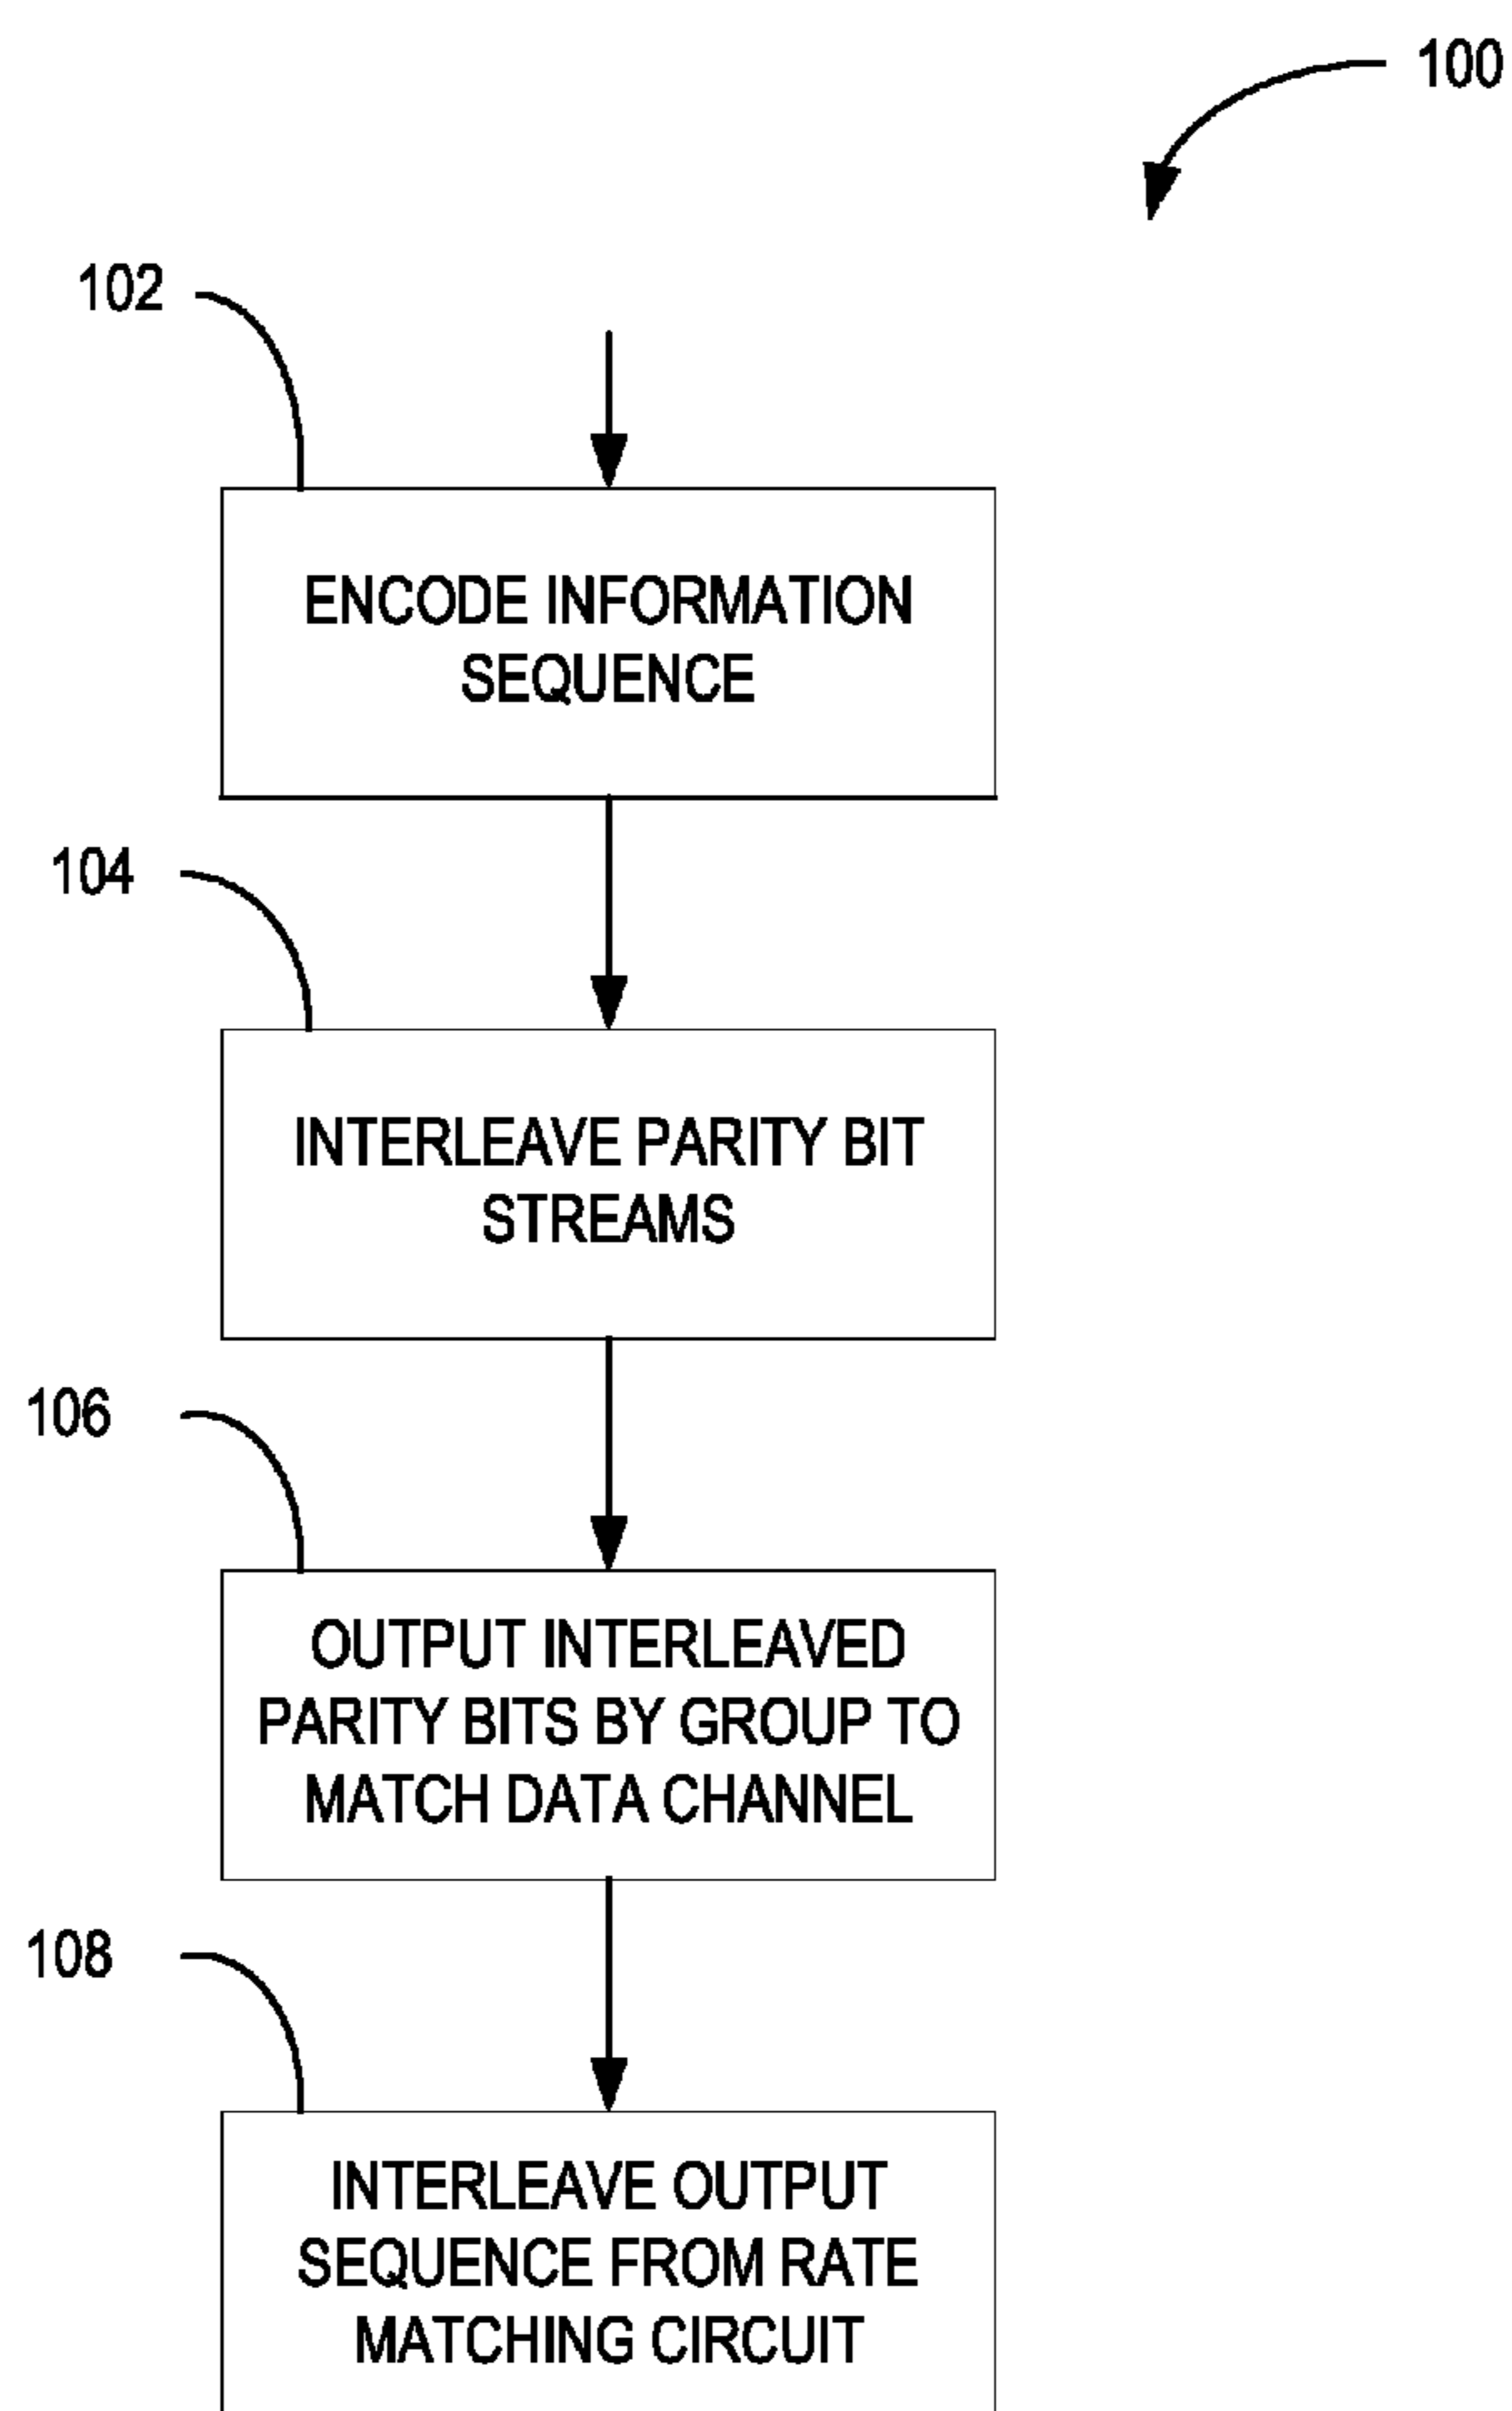 100
102
ENCODE INFORMATION
SEQUENCE
104
INTERLEAVE PARITY BIT
STREAMS
106
OUTPUT INTERLEAVED
PARITY BITS BY GROUP TO
MATCH DATA CHANNEL
108
INTERLEAVE OUTPUT
SEQUENCE FROM RATE
MATCHING CIRCUIT